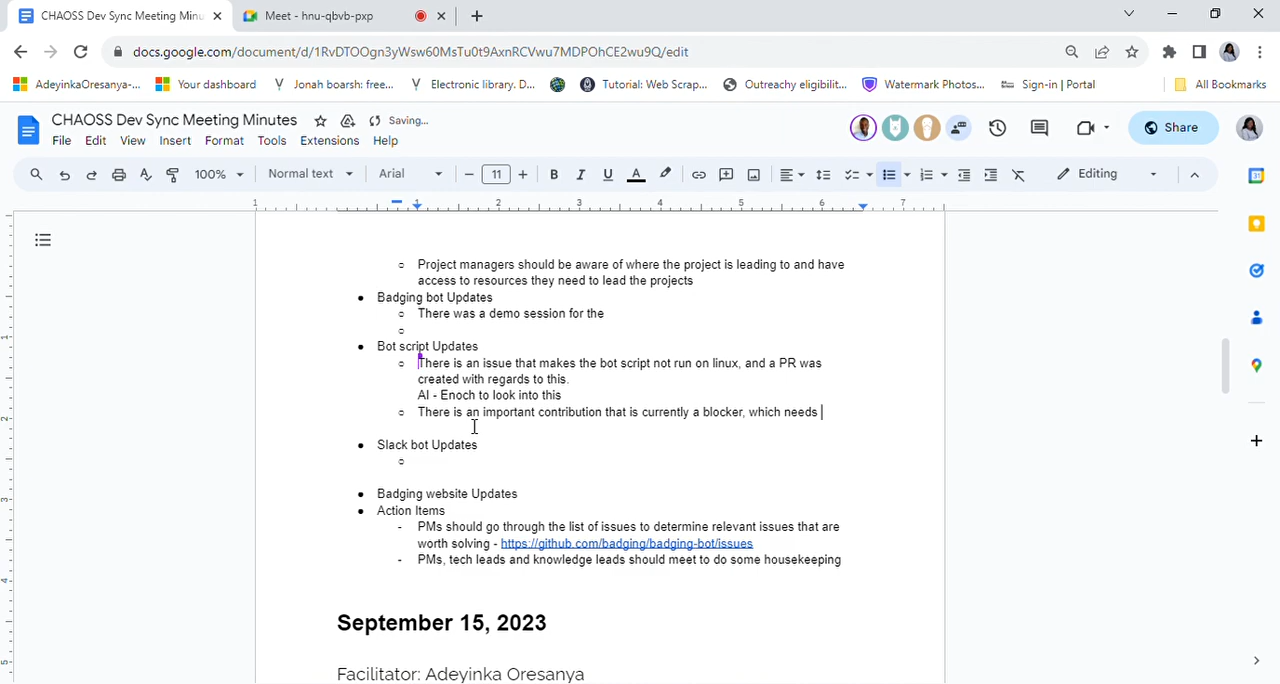 CHAOSS Dev Sync Meeting Minu
Meet - hnu-qbvb-pxp
docs.google.com/document/d/1RvDTOOgn3yWsw60MsTu0t9AxnRCVwu7MDPOhCE2wu9Q/edit
AdeyinkaOresanya-...
Your dashboard
Jonah boarsh: free...
Electronic library. D...
Tutorial: Web Scrap...
Outreachy eligibilit...
Watermark Photos...
Sign-in | Portal
All Bookmarks
CHAOSS Dev Sync Meeting Minutes
Saving...
File Edit View Insert Format Tools Extensions Help
Share
100% Normal text Arial 11 B I U A Editing
1 1 2 3 4 5 6 7
Project managers should be aware of where the project is leading to and have
access to resources they need to lead the projects
Badging bot Updates
There was a demo session for the
Bot script Updates
There is an issue that makes the bot script not run on linux, and a PR was
created with regards to this.
AI - Enoch to look into this
There is an important contribution that is currently a blocker, which needs
Slack bot Updates
Badging website Updates
Action Items
- PMs should go through the list of issues to determine relevant issues that are
worth solving - https://github.com/badging/badging-bot/issues
- PMs, tech leads and knowledge leads should meet to do some housekeeping
September 15, 2023
Facilitator: Adeyinka Oresanya